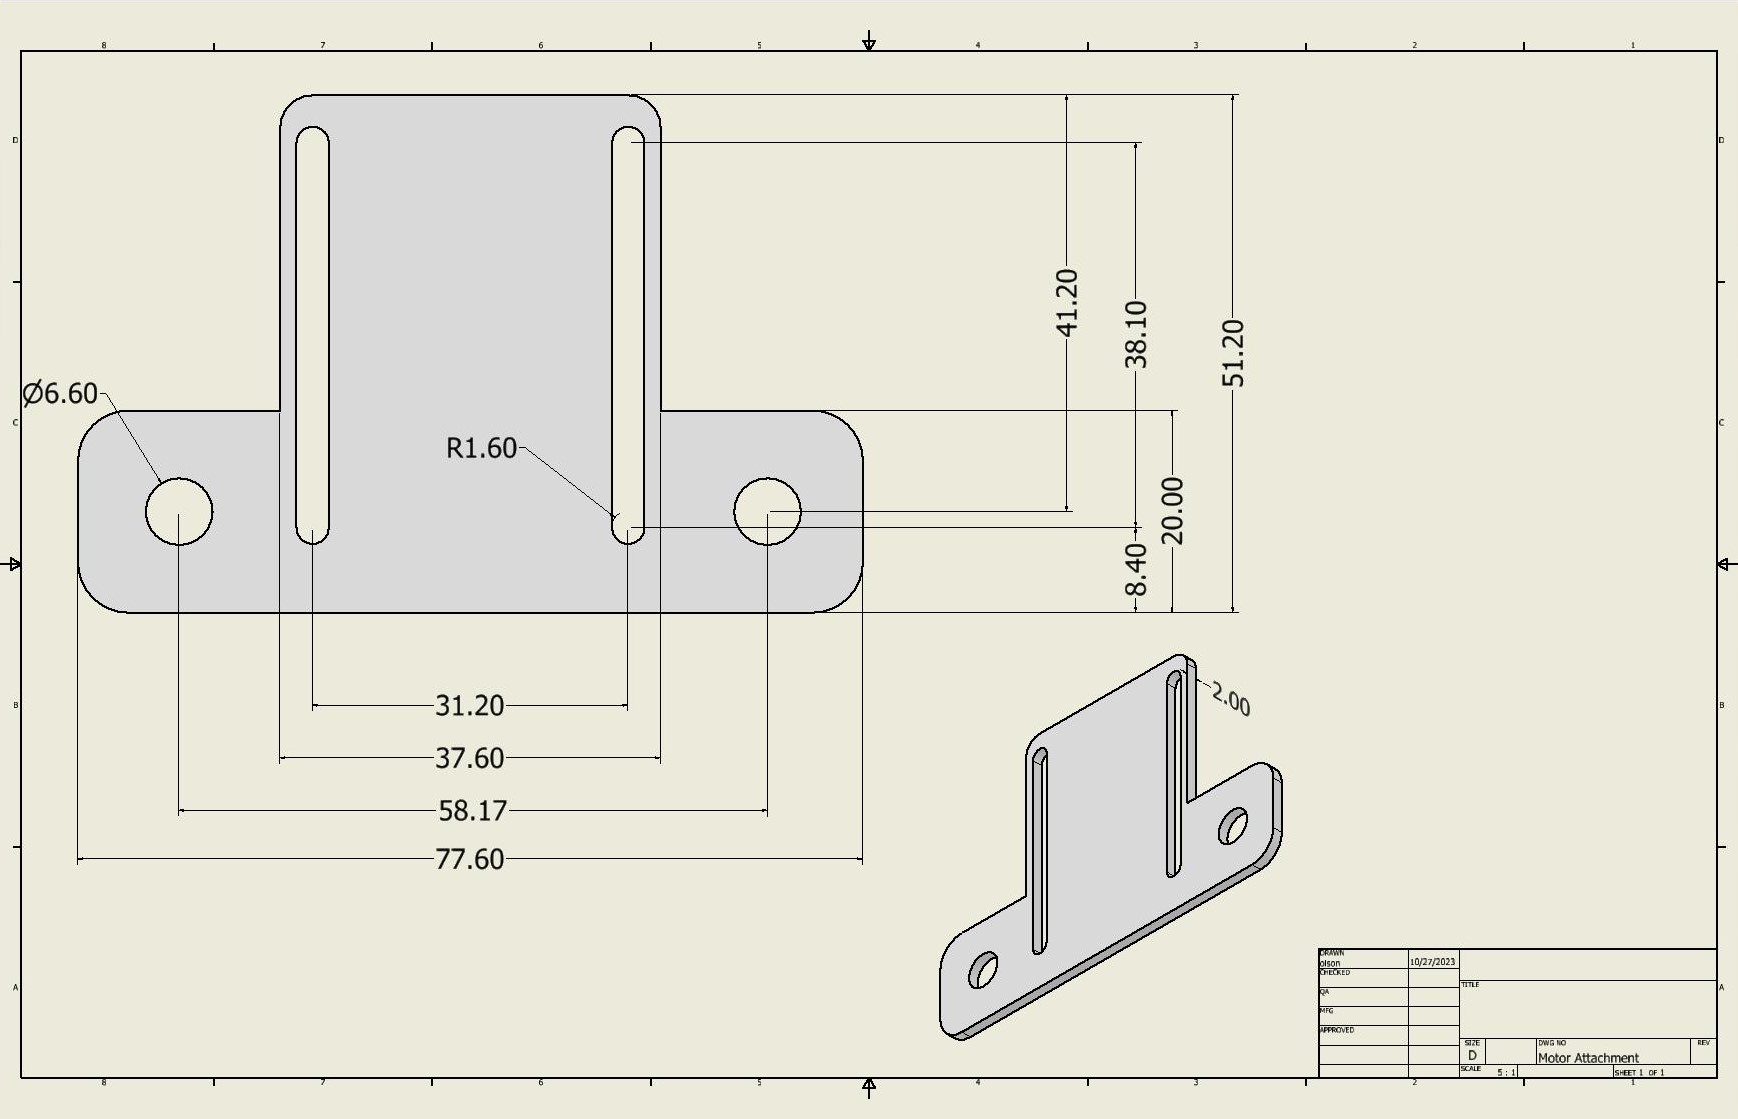 8 7 6 5 4 3 2 1
D D
41.20
38.10
51.20
Ø6.60
C C
R1.60
20.00
8.40
31.20
2.00
B B
37.60
58.17
77.60
DRAWN
olson 10/27/2023
CHECKED
TITLE
QA
A A
MFG
APPROVED
SIZE DWG NO REV
D Motor Attachment
SCALE 5 : 1 SHEET 1 OF 1
8 7 6 5 4 3 2 1